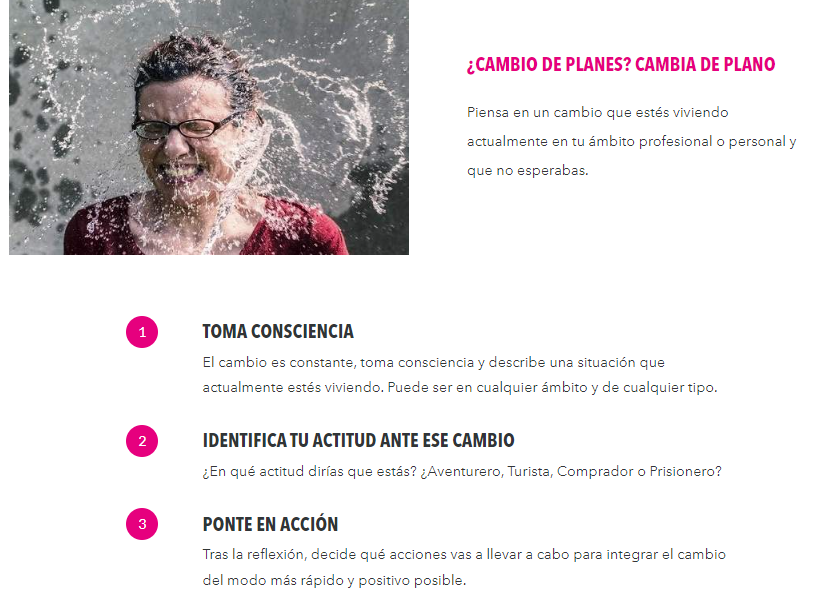 ¿CAMBIO DE PLANES? CAMBIA DE PLANO
Piensa en un cambio que estés viviendo
actualmente en tu ámbito profesional o personal y
que no esperabas.
1
TOMA CONSCIENCIA
El cambio es constante, toma consciencia y describe una situación que
actualmente estés viviendo. Puede ser en cualquier ámbito y de cualquier tipo.
2
IDENTIFICA TU ACTITUD ANTE ESE CAMBIO
¿En qué actitud dirías que estás? ¿Aventurero, Turista, Comprador o Prisionero?
3
PONTE EN ACCIÓN
Tras la reflexión, decide qué acciones vas a llevar a cabo para integrar el cambio
del modo más rápido y positivo posible.